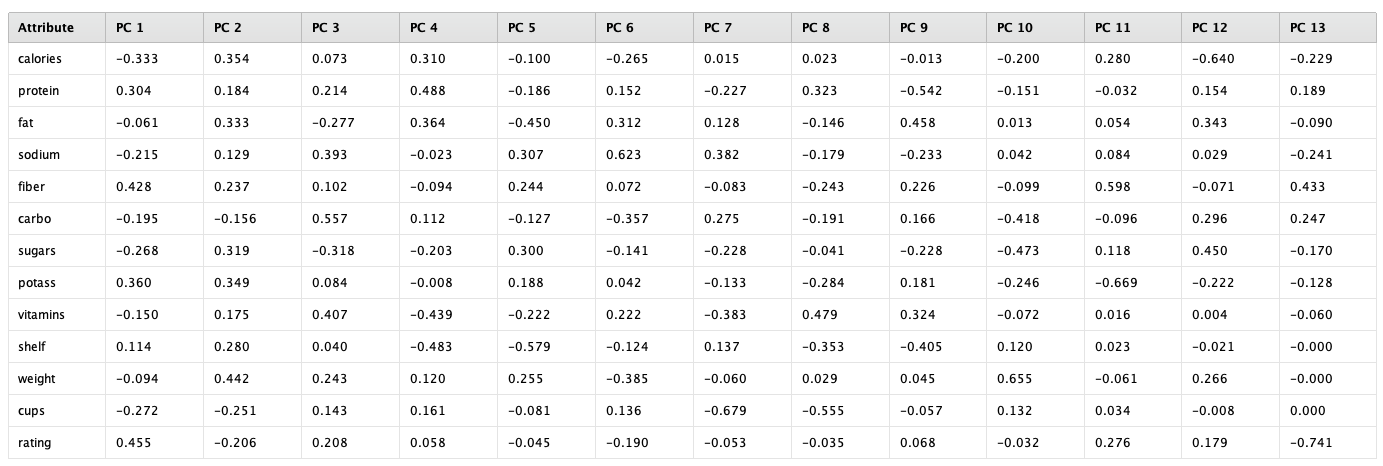 Attribute PC 1 PC 2 PC 3 PC 4 PC 5 PC 6 PC 7 PC 8 PC 9 PC 10 PC 11 PC 12 PC 13
calories −0.333 0.354 0.073 0.310 −0.100 −0.265 0.015 0.023 −0.013 −0.200 0.280 −0.640 −0.229
protein 0.304 0.184 0.214 0.488 −0.186 0.152 −0.227 0.323 −0.542 −0.151 −0.032 0.154 0.189
fat −0.061 0.333 −0.277 0.364 −0.450 0.312 0.128 −0.146 0.458 0.013 0.054 0.343 −0.090
sodium −0.215 0.129 0.393 −0.023 0.307 0.623 0.382 −0.179 −0.233 0.042 0.084 0.029 −0.241
fiber 0.428 0.237 0.102 −0.094 0.244 0.072 −0.083 −0.243 0.226 −0.099 0.598 −0.071 0.433
carbo −0.195 −0.156 0.557 0.112 −0.127 −0.357 0.275 −0.191 0.166 −0.418 −0.096 0.296 0.247
sugars −0.268 0.319 −0.318 −0.203 0.300 −0.141 −0.228 −0.041 −0.228 −0.473 0.118 0.450 −0.170
potass 0.360 0.349 0.084 −0.008 0.188 0.042 −0.133 −0.284 0.181 −0.246 −0.669 −0.222 −0.128
vitamins −0.150 0.175 0.407 −0.439 −0.222 0.222 −0.383 0.479 0.324 −0.072 0.016 0.004 −0.060
shelf 0.114 0.280 0.040 −0.483 −0.579 −0.124 0.137 −0.353 −0.405 0.120 0.023 −0.021 −0.000
weight −0.094 0.442 0.243 0.120 0.255 −0.385 −0.060 0.029 0.045 0.655 −0.061 0.266 −0.000
cups −0.272 −0.251 0.143 0.161 −0.081 0.136 −0.679 −0.555 −0.057 0.132 0.034 −0.008 0.000
rating 0.455 −0.206 0.208 0.058 −0.045 −0.190 −0.053 −0.035 0.068 −0.032 0.276 0.179 −0.741